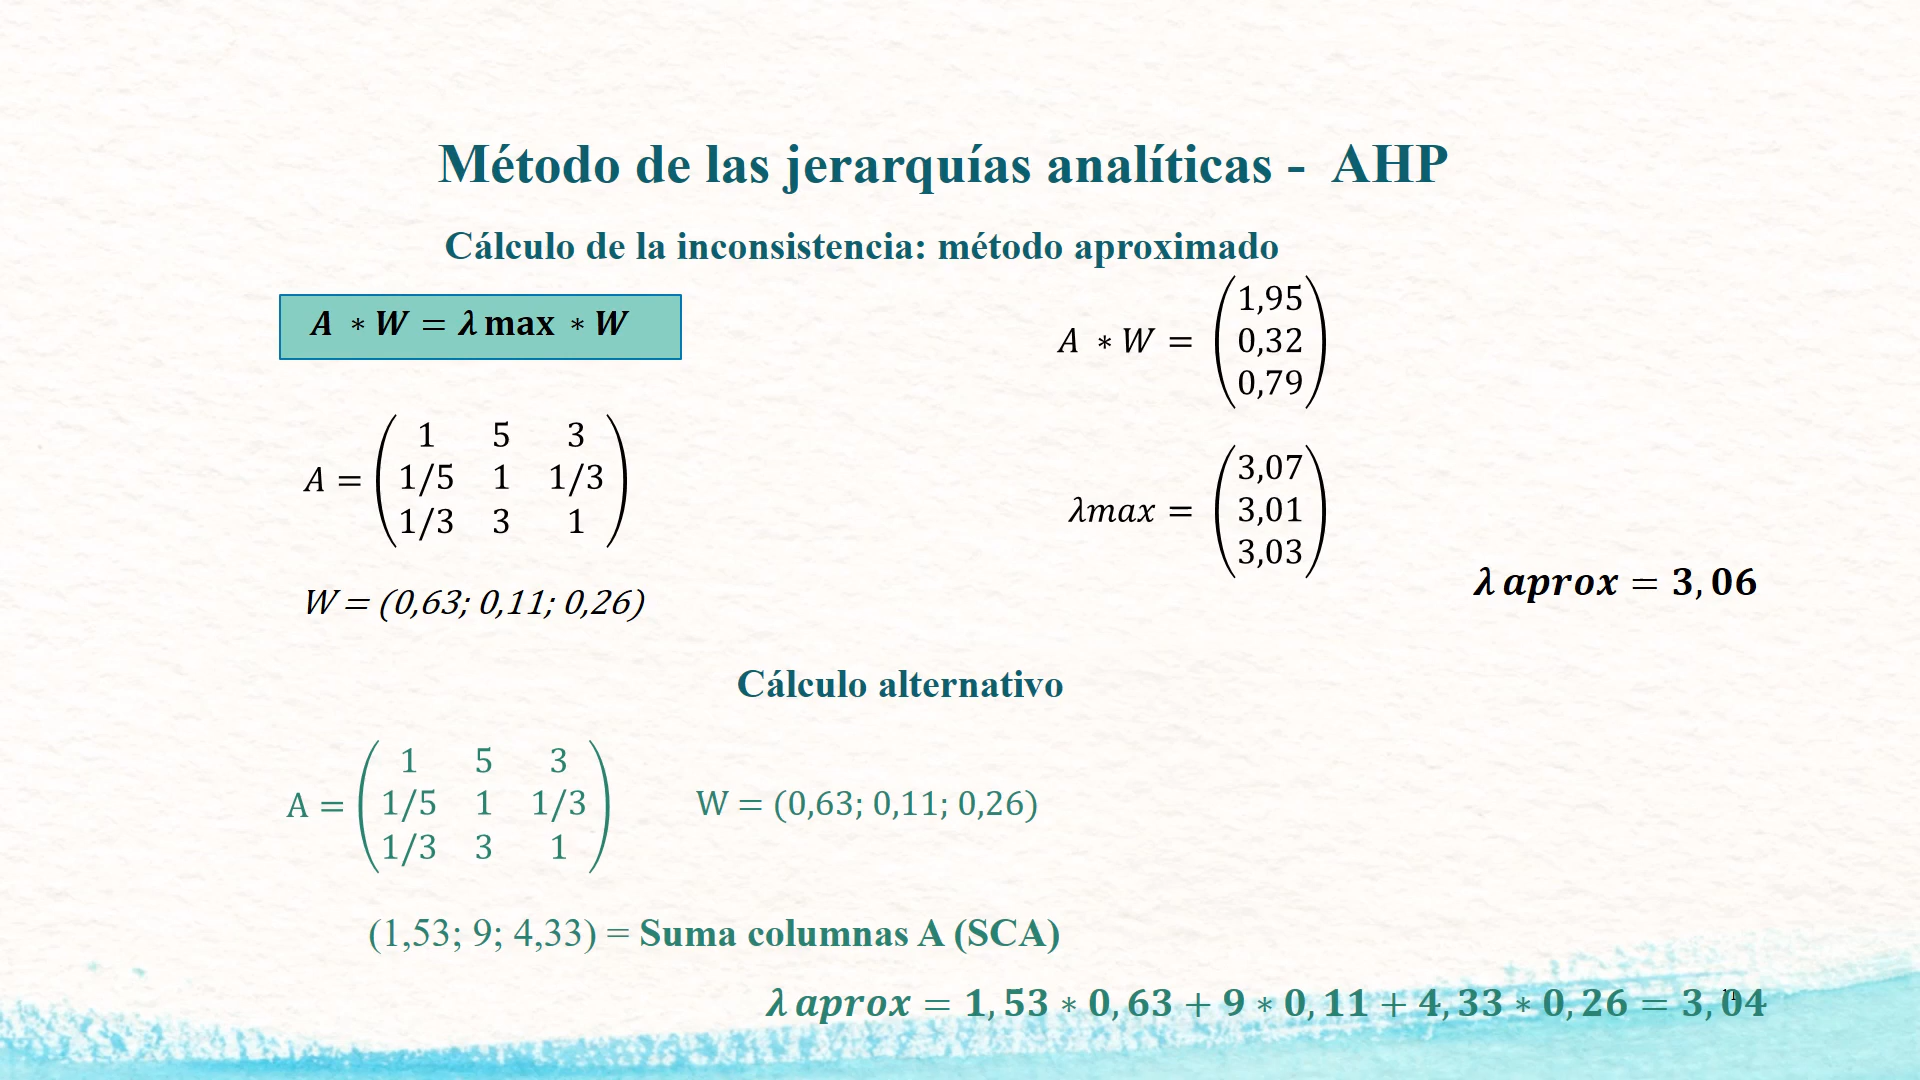 Método de las jerarquías analíticas - AHP
Cálculo de la inconsistencia: método aproximado
A * W = λ max * W
A = (1 5 3
1/5 1 1/3
1/3 3 1)
W = (0,63; 0,11; 0,26)
A * W = (1,95
0,32
0,79)
λmax = (3,07
3,01
3,03)
λ aprox = 3,06
Cálculo alternativo
A = (1 5 3
1/5 1 1/3
1/3 3 1)
W = (0,63; 0,11; 0,26)
(1,53; 9; 4,33) = Suma columnas A (SCA)
λ aprox = 1,53 * 0,63 + 9 * 0,11 + 4,33 * 0,26 = 3,04